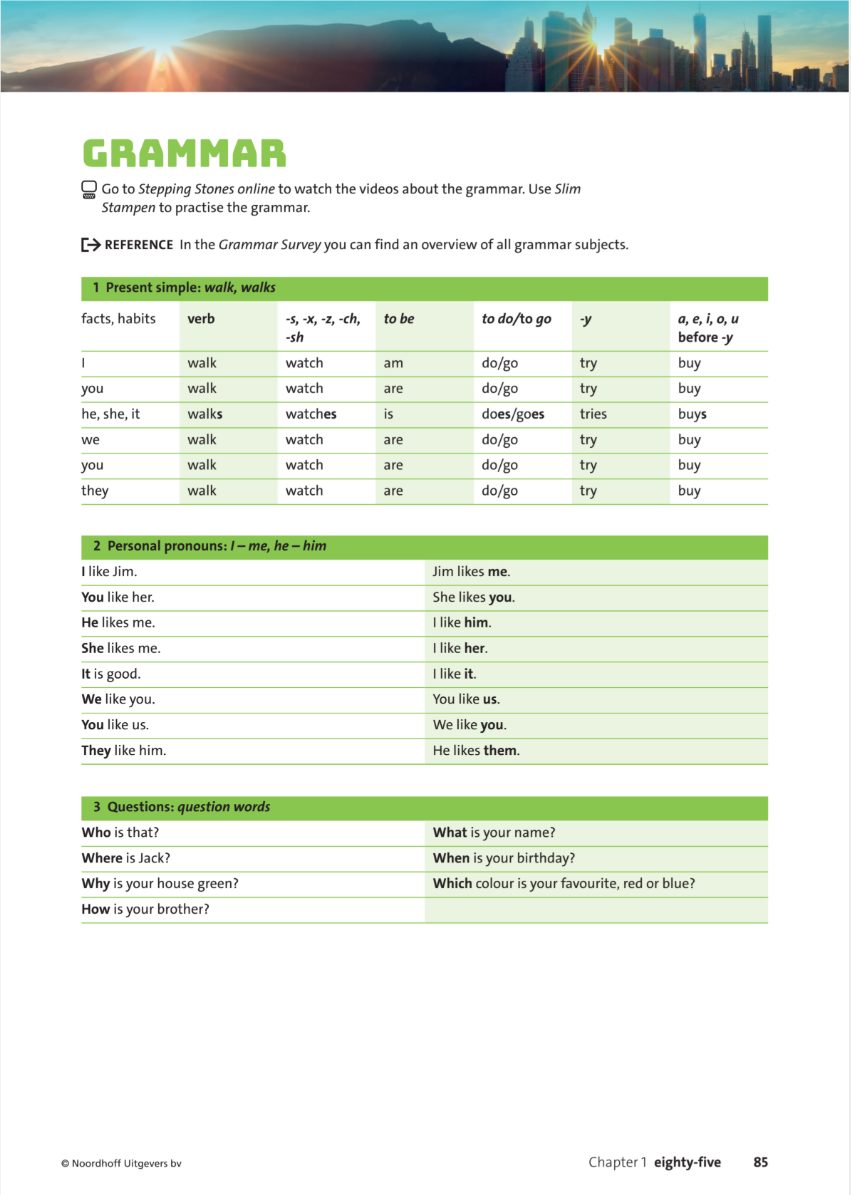 GRAMMAR
Go to Stepping Stones online to watch the videos about the grammar. Use Slim
Stampen to practise the grammar.
REFERENCE In the Grammar Survey you can find an overview of all grammar subjects.
1 Present simple: walk, walks
facts, habits verb -s, -x, -z, -ch, to be to do/to go -y a, e, i, o, u
-sh before -y
I walk watch am do/go try buy
you walk watch are do/go try buy
he, she, it walks watches is does/goes tries buys
we walk watch are do/go try buy
you walk watch are do/go try buy
they walk watch are do/go try buy
2 Personal pronouns: I – me, he – him
I like Jim. Jim likes me.
You like her. She likes you.
He likes me. I like him.
She likes me. I like her.
It is good. I like it.
We like you. You like us.
You like us. We like you.
They like him. He likes them.
3 Questions: question words
Who is that? What is your name?
Where is Jack? When is your birthday?
Why is your house green? Which colour is your favourite, red or blue?
How is your brother?
© Noordhoff Uitgevers bv Chapter 1 eighty-five 85